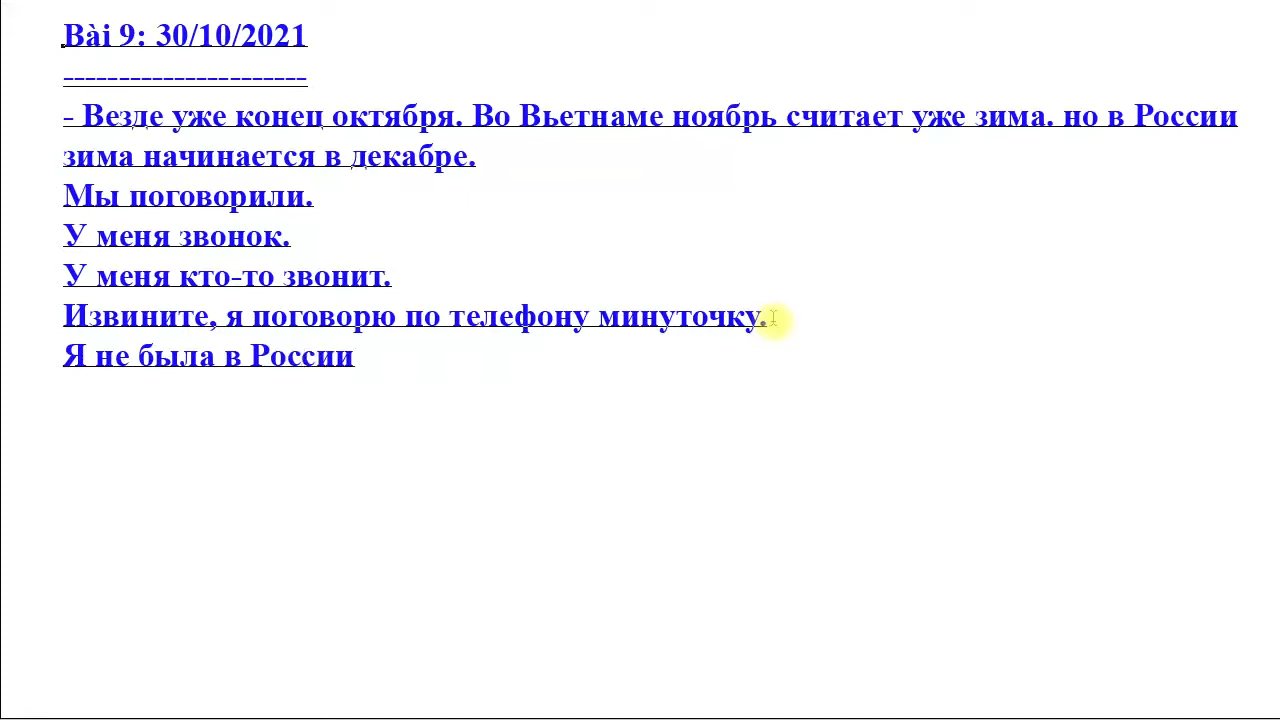 Bài 9: 30/10/2021
----------------------
- Везде уже конец октября. Во Вьетнаме ноябрь считает уже зима. но в России
зима начинается в декабре.
Мы поговорили.
У меня звонок.
У меня кто-то звонит.
Извините, я поговорю по телефону минуточку.
Я не была в России